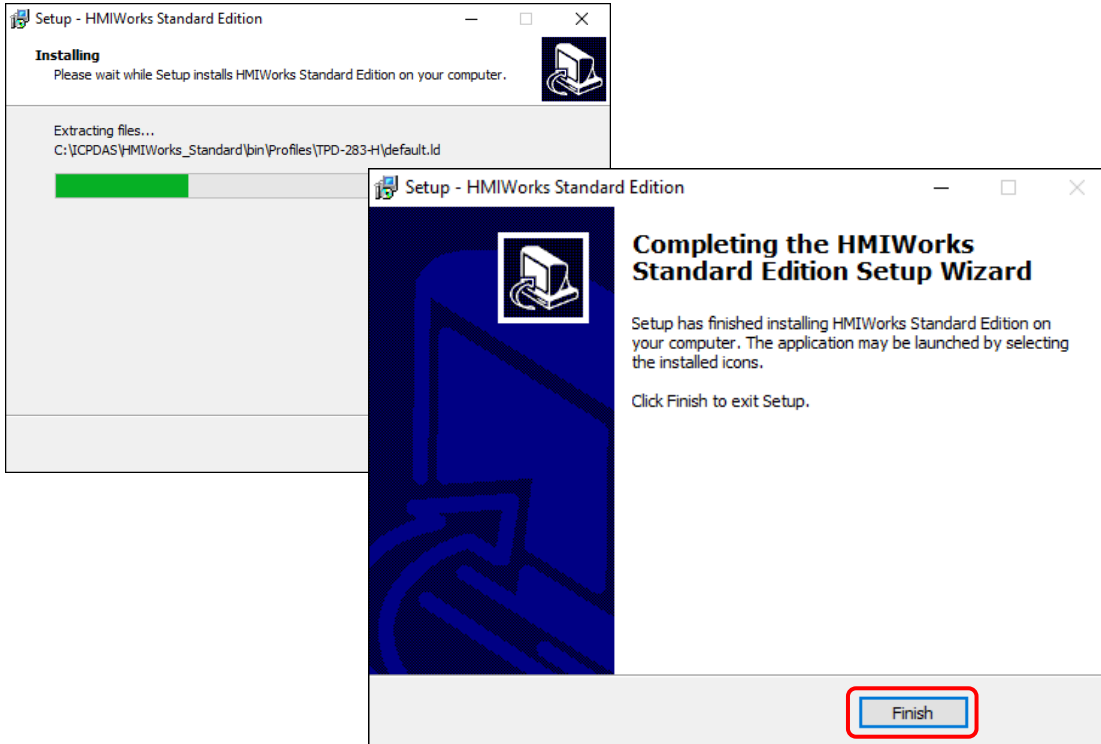 Setup - HMIWorks Standard Edition
Installing
Please wait while Setup installs HMIWorks Standard Edition on your computer.
Extracting files...
C:\ICPDAS\HMIWorks_Standard\bin\Profiles\TPD-283-H\default.ld
Setup - HMIWorks Standard Edition
Completing the HMIWorks
Standard Edition Setup Wizard
Setup has finished installing HMIWorks Standard Edition on
your computer. The application may be launched by selecting
the installed icons.
Click Finish to exit Setup.
Finish